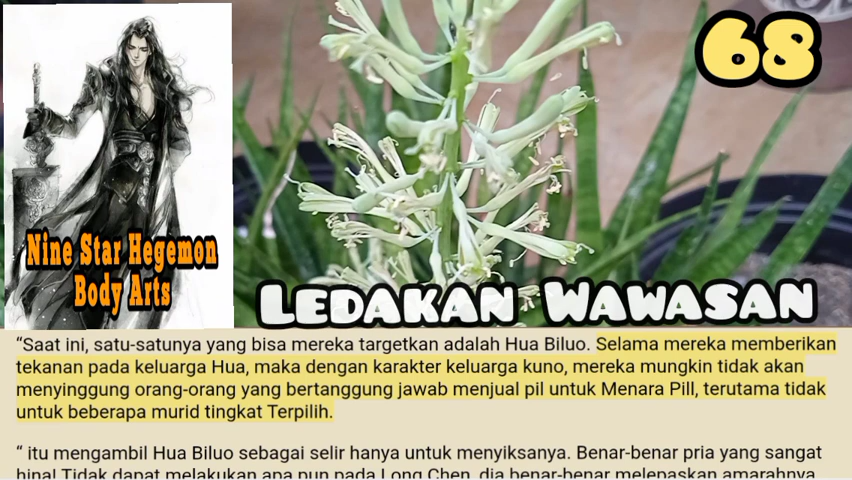 68
Nine Star Hegemon
Body Arts
Ledakan Wawasan
“Saat ini, satu-satunya yang bisa mereka targetkan adalah Hua Biluo. Selama mereka memberikan
tekanan pada keluarga Hua, maka dengan karakter keluarga kuno, mereka mungkin tidak akan
menyinggung orang-orang yang bertanggung jawab menjual pil untuk Menara Pill, terutama tidak
untuk beberapa murid tingkat Terpilih.
“ itu mengambil Hua Biluo sebagai selir hanya untuk menyiksanya. Benar-benar pria yang sangat
hina! Tidak dapat melakukan apa pun pada Long Chen, dia benar-benar melepaskan amarahnya